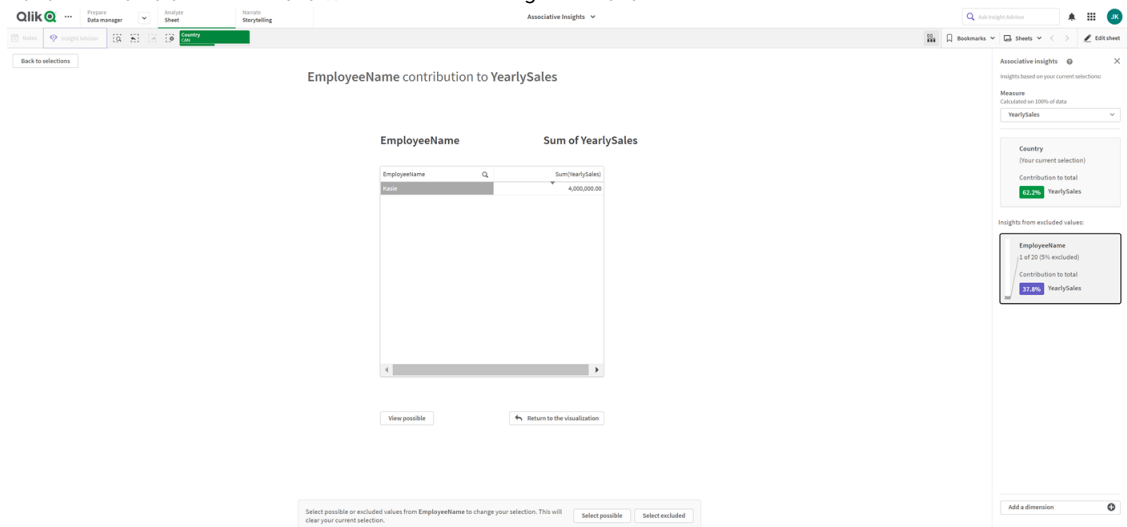 Qlik
Prepare
Data manager
Analyze
Sheet
Narrate
Storytelling
Associative Insights
Ask Insight Advisor
JK
Notes
Insight Advisor
Country
CAN
Bookmarks
Sheets
Edit sheet
Back to selections
EmployeeName contribution to YearlySales
EmployeeName
Sum of YearlySales
EmployeeName
Sum(YearlySales)
Kasie
4,000,000.00
View possible
Return to the visualization
Select possible or excluded values from EmployeeName to change your selection. This will
clear your current selection.
Select possible
Select excluded
Associative insights
Insights based on your current selections:
Measure
Calculated on 100% of data
YearlySales
Country
(Your current selection)
Contribution to total
62.2% YearlySales
Insights from excluded values:
EmployeeName
1 of 20 (5% excluded)
Contribution to total
37.8% YearlySales
Add a dimension